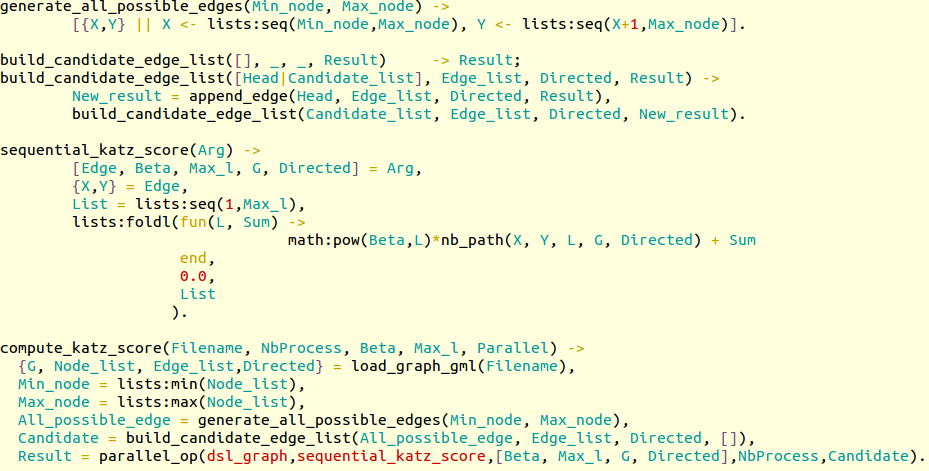 generate_all_possible_edges(Min_node, Max_node) ->
        [{X,Y} || X <- lists:seq(Min_node,Max_node), Y <- lists:seq(X+1,Max_node)].

build_candidate_edge_list([], _, _, Result)     -> Result;
build_candidate_edge_list([Head|Candidate_list], Edge_list, Directed, Result) ->
        New_result = append_edge(Head, Edge_list, Directed, Result),
        build_candidate_edge_list(Candidate_list, Edge_list, Directed, New_result).

sequential_katz_score(Arg) ->
        [Edge, Beta, Max_l, G, Directed] = Arg,
        {X,Y} = Edge,
        List = lists:seq(1,Max_l),
        lists:foldl(fun(L, Sum) ->
                                math:pow(Beta,L)*nb_path(X, Y, L, G, Directed) + Sum
                    end,
                    0.0,
                    List
                   ).

compute_katz_score(Filename, NbProcess, Beta, Max_l, Parallel) ->
  {G, Node_list, Edge_list,Directed} = load_graph_gml(Filename),
  Min_node = lists:min(Node_list),
  Max_node = lists:max(Node_list),
  All_possible_edge = generate_all_possible_edges(Min_node, Max_node),
  Candidate = build_candidate_edge_list(All_possible_edge, Edge_list, Directed, []),
  Result = parallel_op(dsl_graph,sequential_katz_score,[Beta, Max_l, G, Directed],NbProcess,Candidate).